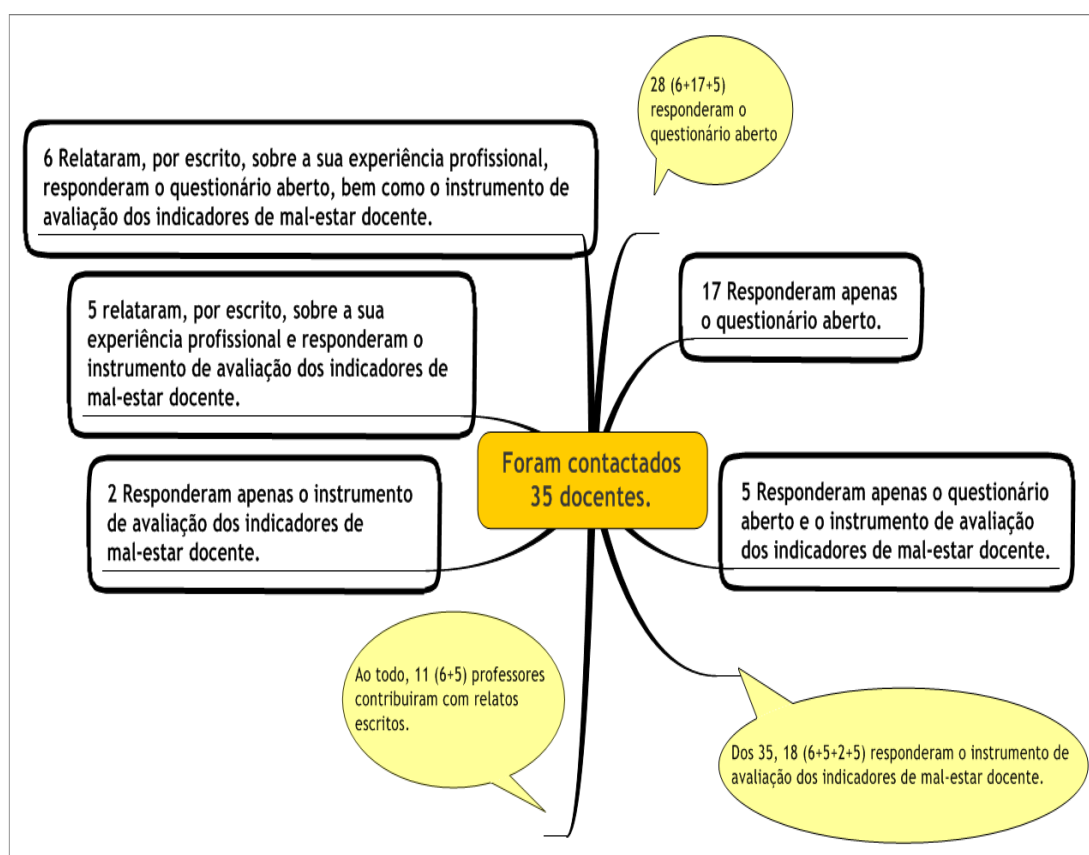 28 (6+17+5)
responderam o
questionário aberto
6 Relataram, por escrito, sobre a sua experiência profissional,
responderam o questionário aberto, bem como o instrumento de
avaliação dos indicadores de mal-estar docente.
17 Responderam apenas
o questionário aberto.
5 relataram, por escrito, sobre a sua
experiência profissional e responderam o
instrumento de avaliação dos indicadores de
mal-estar docente.
Foram contactados
35 docentes.
2 Responderam apenas o instrumento
de avaliação dos indicadores de
mal-estar docente.
5 Responderam apenas o questionário
aberto e o instrumento de avaliação
dos indicadores de mal-estar docente.
Ao todo, 11 (6+5) professores
contribuiram com relatos
escritos.
Dos 35, 18 (6+5+2+5) responderam o instrumento de
avaliação dos indicadores de mal-estar docente.